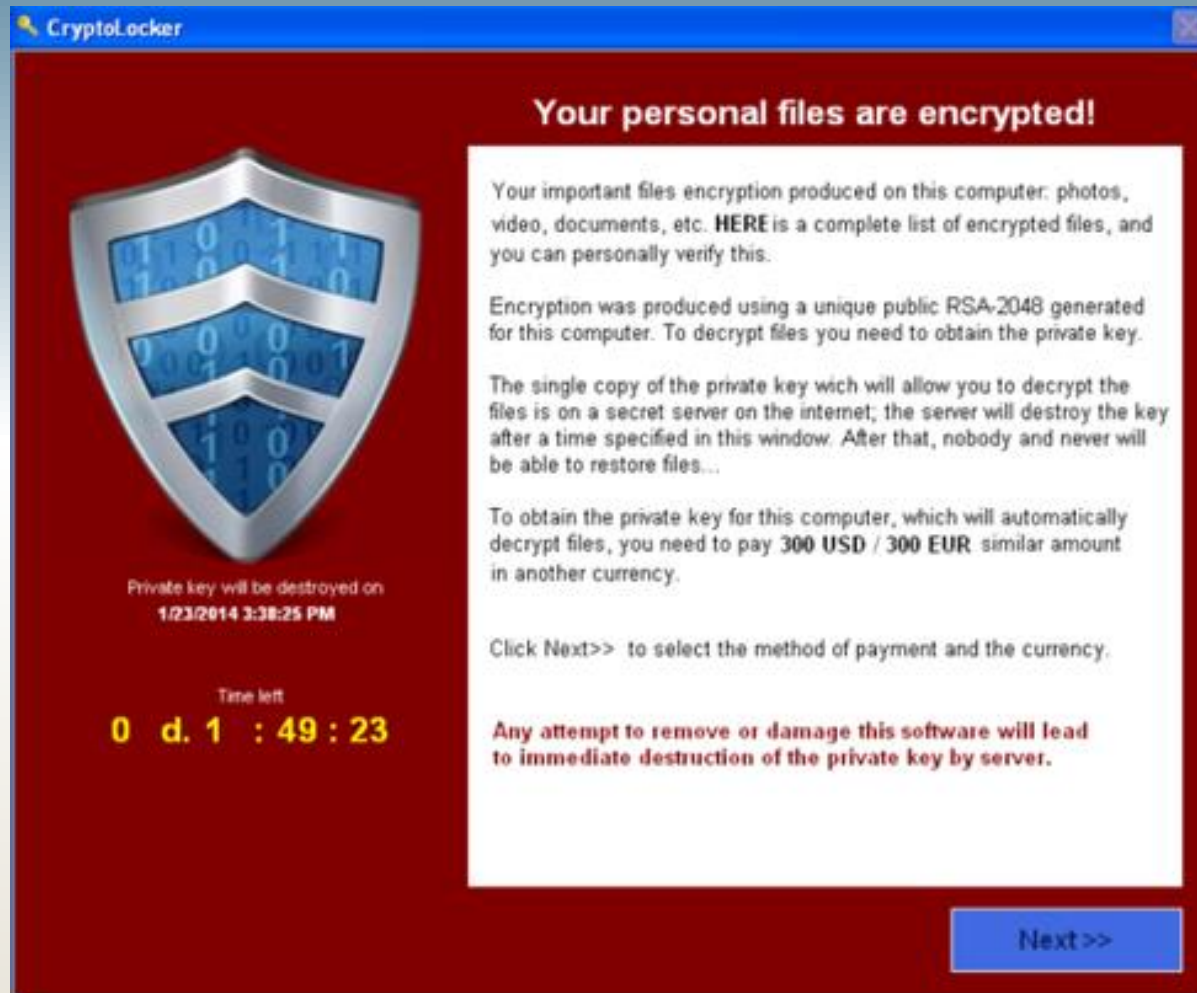 CryptoLocker
Your personal files are encrypted!
Your important files encryption produced on this computer: photos,
video, documents, etc. HERE is a complete list of encrypted files, and
you can personally verify this.
Encryption was produced using a unique public RSA-2048 generated
for this computer. To decrypt files you need to obtain the private key.
The single copy of the private key wich will allow you to decrypt the
files is on a secret server on the internet; the server will destroy the key
after a time specified in this window. After that, nobody and never will
be able to restore files...
To obtain the private key for this computer, which will automatically
decrypt files, you need to pay 300 USD / 300 EUR similar amount
in another currency.
Click Next>> to select the method of payment and the currency.
Any attempt to remove or damage this software will lead
to immediate destruction of the private key by server.
Private key will be destroyed on
1/23/2014 3:38:25 PM
Time left
0 d. 1 : 49 : 23
Next >>